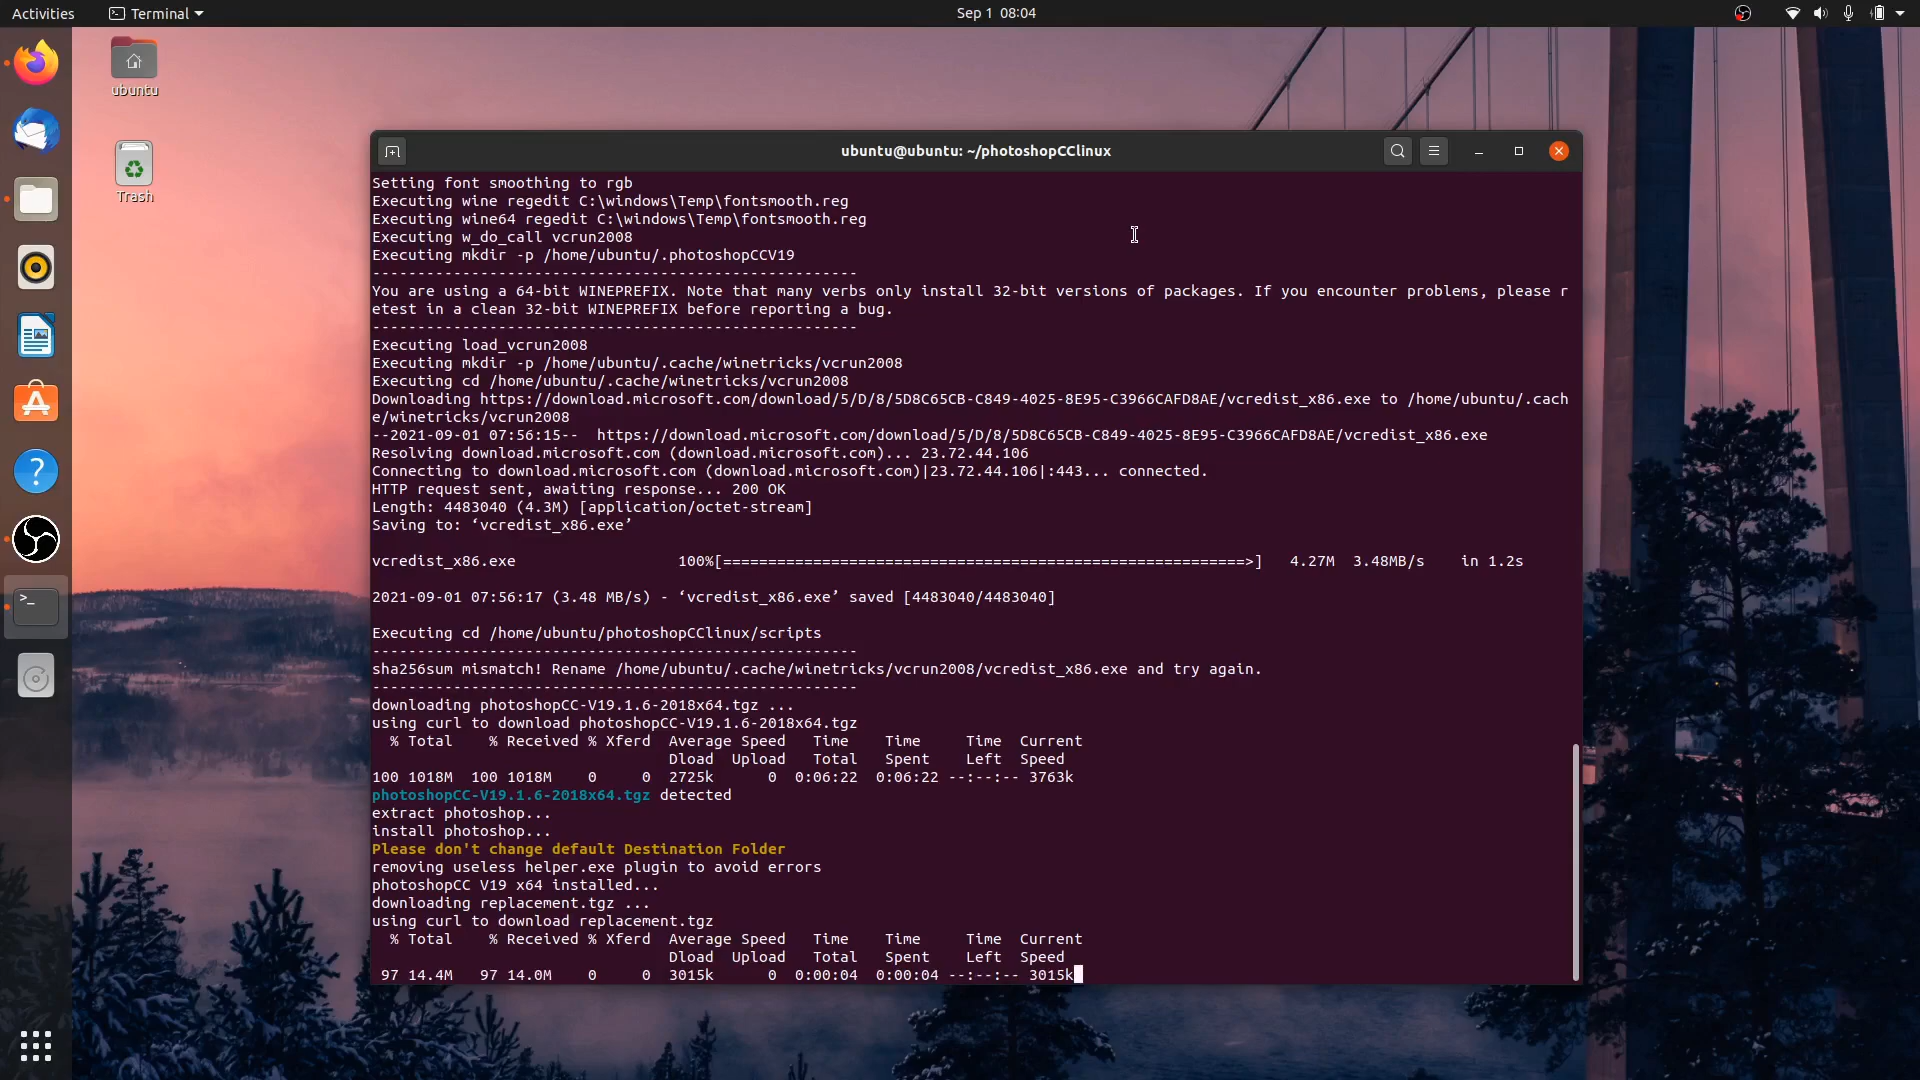 Activities
Terminal
Sep 1 08:04
ubuntu
Trash
ubuntu@ubuntu: ~/photoshopCClinux
Setting font smoothing to rgb
Executing wine regedit C:\windows\Temp\fontsmooth.reg
Executing wine64 regedit C:\windows\Temp\fontsmooth.reg
Executing w_do_call vcrun2008
Executing mkdir -p /home/ubuntu/.photoshopCCV19
------------------------------------------------------
You are using a 64-bit WINEPREFIX. Note that many verbs only install 32-bit versions of packages. If you encounter problems, please r
etest in a clean 32-bit WINEPREFIX before reporting a bug.
------------------------------------------------------
Executing load_vcrun2008
Executing mkdir -p /home/ubuntu/.cache/winetricks/vcrun2008
Executing cd /home/ubuntu/.cache/winetricks/vcrun2008
Downloading https://download.microsoft.com/download/5/D/8/5D8C65CB-C849-4025-8E95-C3966CAFD8AE/vcredist_x86.exe to /home/ubuntu/.cach
e/winetricks/vcrun2008
--2021-09-01 07:56:15--  https://download.microsoft.com/download/5/D/8/5D8C65CB-C849-4025-8E95-C3966CAFD8AE/vcredist_x86.exe
Resolving download.microsoft.com (download.microsoft.com)... 23.72.44.106
Connecting to download.microsoft.com (download.microsoft.com)|23.72.44.106|:443... connected.
HTTP request sent, awaiting response... 200 OK
Length: 4483040 (4.3M) [application/octet-stream]
Saving to: ‘vcredist_x86.exe’
vcredist_x86.exe                  100%[==========================================================>]   4.27M  3.48MB/s    in 1.2s
2021-09-01 07:56:17 (3.48 MB/s) - ‘vcredist_x86.exe’ saved [4483040/4483040]
Executing cd /home/ubuntu/photoshopCClinux/scripts
------------------------------------------------------
sha256sum mismatch! Rename /home/ubuntu/.cache/winetricks/vcrun2008/vcredist_x86.exe and try again.
------------------------------------------------------
downloading photoshopCC-V19.1.6-2018x64.tgz ...
using curl to download photoshopCC-V19.1.6-2018x64.tgz
  % Total    % Received % Xferd  Average Speed   Time    Time     Time  Current
                                 Dload  Upload   Total   Spent    Left  Speed
100 1018M  100 1018M    0     0  2725k      0  0:06:22  0:06:22 --:--:-- 3763k
photoshopCC-V19.1.6-2018x64.tgz detected
extract photoshop...
install photoshop...
Please don't change default Destination Folder
removing useless helper.exe plugin to avoid errors
photoshopCC V19 x64 installed...
downloading replacement.tgz ...
using curl to download replacement.tgz
  % Total    % Received % Xferd  Average Speed   Time    Time     Time  Current
                                 Dload  Upload   Total   Spent    Left  Speed
 97 14.4M   97 14.0M    0     0  3015k      0  0:00:04  0:00:04 --:--:-- 3015k